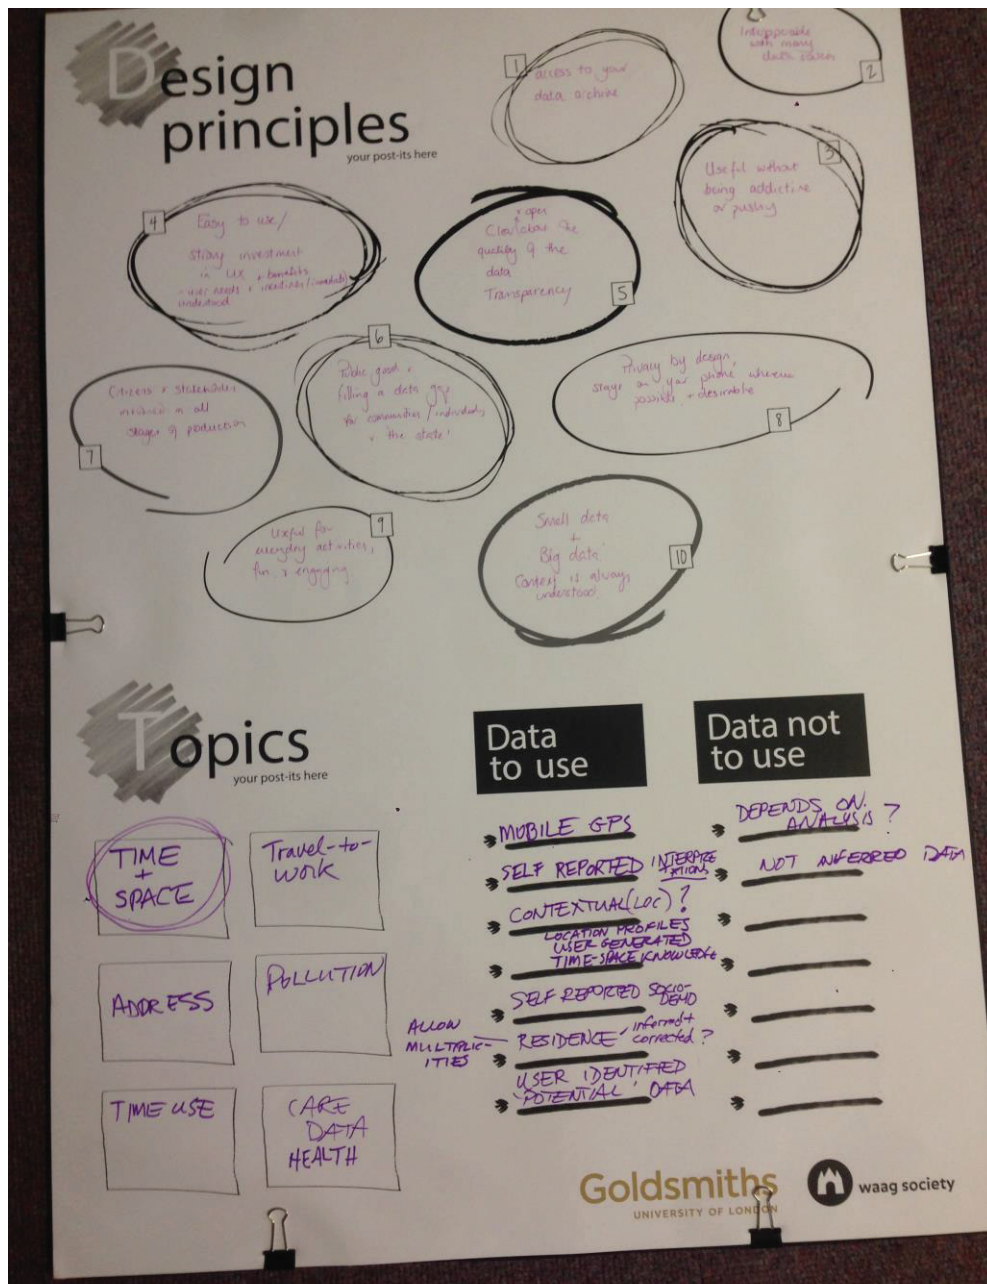 Design
principles
your post-its here
1
access to your
data archive
2
Interoperable
with many
data
3
Useful without
being addictive
or pushy
4
Easy to use/
strong investment
in UX + benefits
- user needs + incentives/
understood
5
+ open
Clear about the
quality of the
data
Transparency
6
Public good +
filling a data gap
for communities/individuals
+ the state!
7
Citizens + stakeholders
involved in all
stages of production
8
Privacy by design,
on your phone wherever
possible + desirable
9
Useful for
everyday activities,
fun + engaging
10
Small data
+
Big data
Context is always
understood.
Topics
your post-its here
TIME
+
SPACE
Travel-to-
work
ADDRESS
POLLUTION
TIME USE
CARE
DATA
HEALTH
Data
to use
MOBILE GPS
SELF REPORTED INTERPRE
TATIONS
CONTEXTUAL (LOC)?
LOCATION PROFILES
USER GENERATED
TIME-SPACE KNOWLEDGE
SELF REPORTED SOCIO-
DEMO
ALLOW
MULTIPLIC-
ITIES
RESIDENCE inferred +
corrected?
USER IDENTIFIED
'POTENTIAL' DATA
Data not
to use
DEPENDS ON
ANALYSIS?
NOT INFERRED DATA
Goldsmiths
UNIVERSITY OF LONDON
waag society